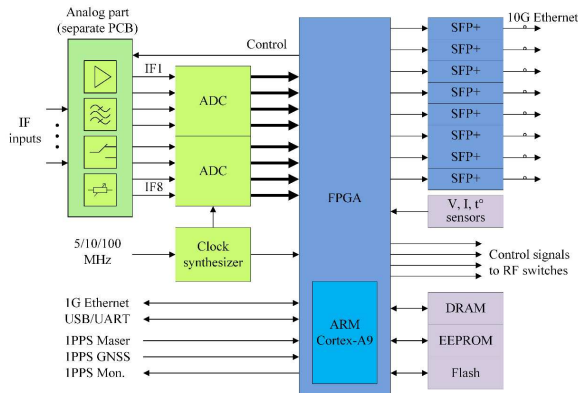 Analog part
(separate PCB)
10G Ethernet
Control
SFP+
SFP+
SFP+
SFP+
SFP+
SFP+
SFP+
SFP+
IF1
ADC
IF
inputs
ADC
FPGA
IF8
V, I, t°
sensors
5/10/100
MHz
Clock
synthesizer
Control signals
to RF switches
1G Ethernet
USB/UART
1PPS Maser
1PPS GNSS
1PPS Mon.
ARM
Cortex-A9
DRAM
EEPROM
Flash